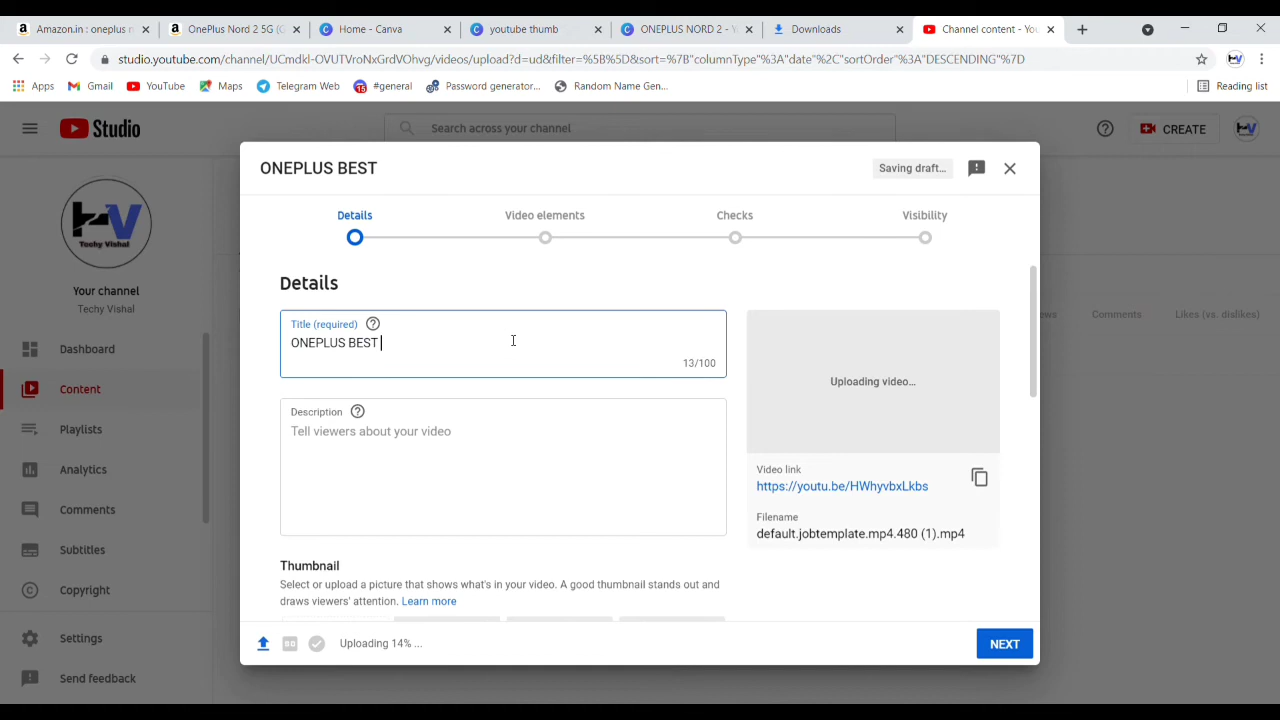 Amazon.in : oneplus n
OnePlus Nord 2 5G (
Home - Canva
youtube thumb
ONEPLUS NORD 2 - Y
Downloads
Channel content - You
studio.youtube.com/channel/UCmdd-OVUTVroNxGrdVOhvg/videos/upload?d=ud&filter=%5B%5D&sort=%7B"columnType"%3A"date"%2C"sortOrder"%3A"DESCENDING"%7D
Apps
Gmail
YouTube
Maps
Telegram Web
15
#general
Password generator...
Random Name Gen...
Reading list
Studio
Search across your channel
CREATE
ONEPLUS BEST
Saving draft...
Details
Video elements
Checks
Visibility
Techy Vishal
Your channel
Techy Vishal
Dashboard
Content
Playlists
Analytics
Comments
Subtitles
Copyright
Settings
Send feedback
Details
Title (required)
ONEPLUS BEST
13/100
Description
Tell viewers about your video
Thumbnail
Select or upload a picture that shows what's in your video. A good thumbnail stands out and
draws viewers' attention. Learn more
Uploading video...
Video link
https://youtu.be/HWhyvbxLkbs
Filename
default.jobtemplate.mp4.480 (1).mp4
ews
Comments
Likes (vs. dislikes)
Uploading 14% ...
NEXT